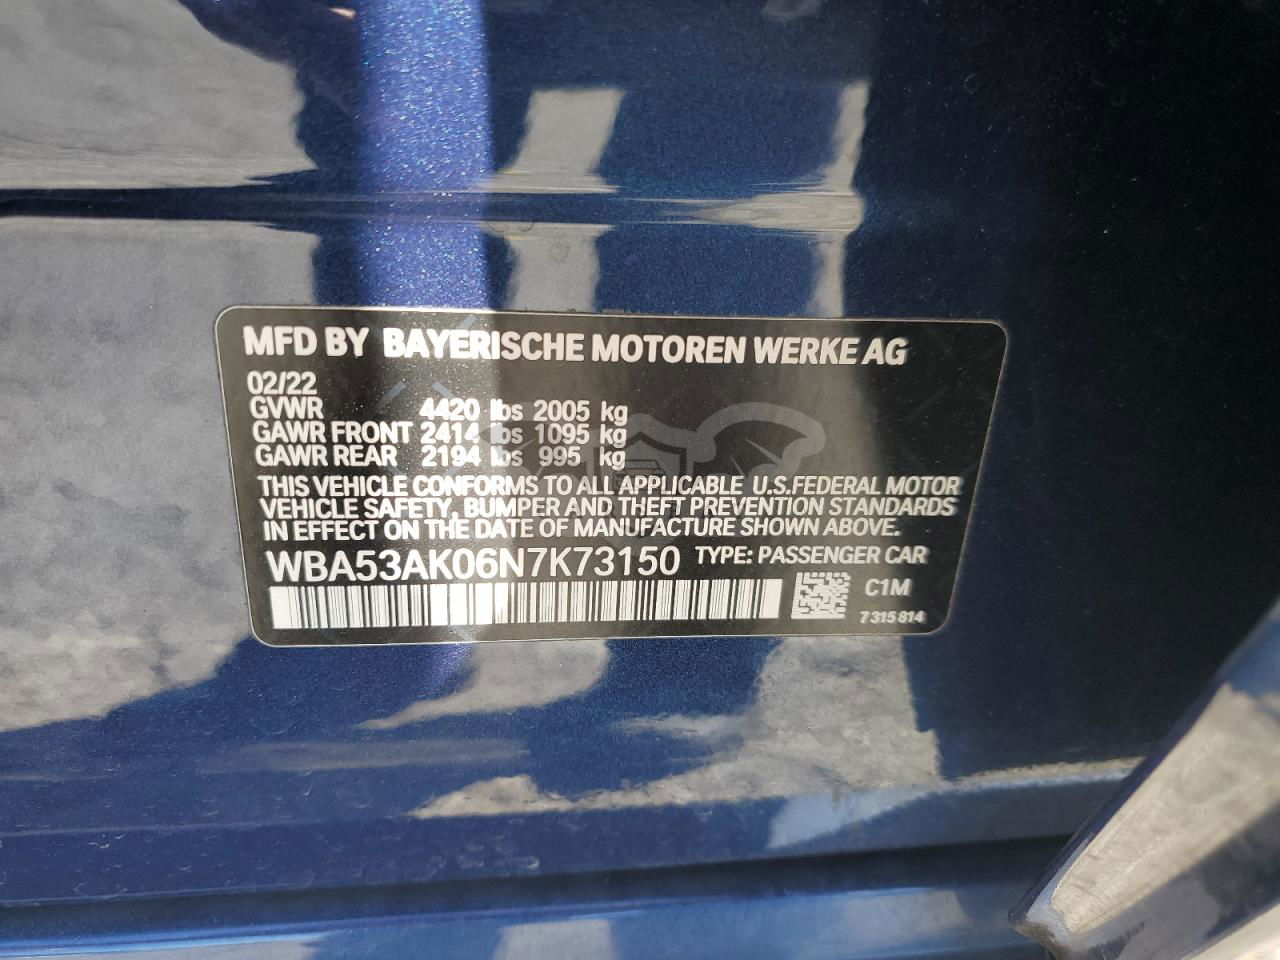 MFD BY BAYERISCHE MOTOREN WERKE AG
02/22
GVWR 4420 lbs 2005 kg
GAWR FRONT 2414 lbs 1095 kg
GAWR REAR 2194 lbs 995 kg
THIS VEHICLE CONFORMS TO ALL APPLICABLE U.S.FEDERAL MOTOR
VEHICLE SAFETY, BUMPER AND THEFT PREVENTION STANDARDS
IN EFFECT ON THE DATE OF MANUFACTURE SHOWN ABOVE.
WBA53AK06N7K73150 TYPE: PASSENGER CAR
C1M
7 315 814